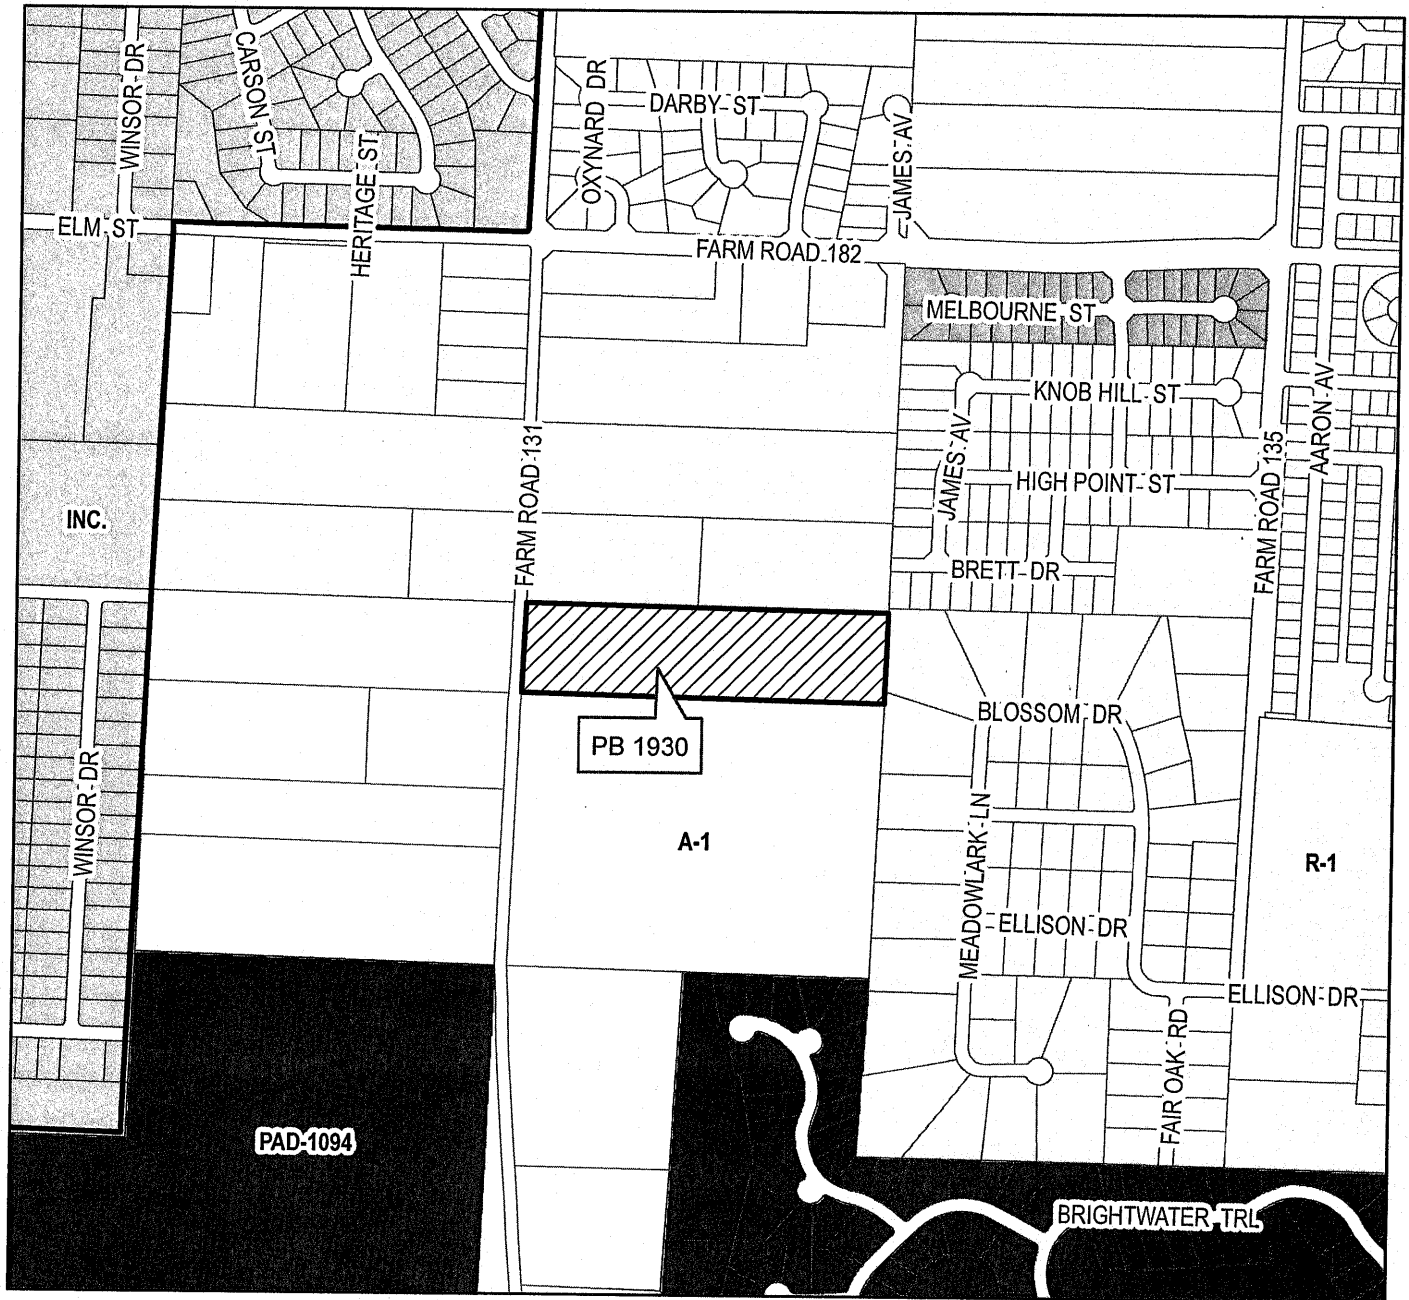 WINSOR DR
CARSON ST
HERITAGE ST
OXYNARD DR
DARBY ST
JAMES AV
ELM ST
FARM ROAD 182
MELBOURNE ST
KNOB HILL ST
JAMES AV
HIGH POINT ST
BRETT DR
FARM ROAD 131
FARM ROAD 135
AARON AV
INC.
PB 1930
BLOSSOM DR
WINSOR DR
A-1
MEADOWLARK LN
R-1
ELLISON DR
ELLISON DR
FAIR OAK RD
PAD-1094
BRIGHTWATER TRL